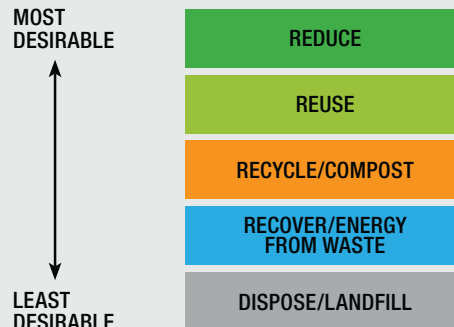 MOST
DESIRABLE
REDUCE
REUSE
RECYCLE/COMPOST
RECOVER/ENERGY
FROM WASTE
DISPOSE/LANDFILL
LEAST
DESIRABLE